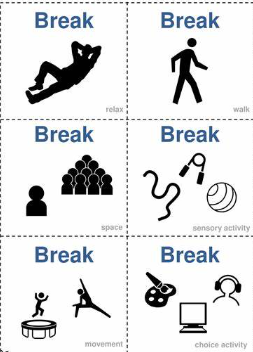 Break
relax
Break
walk
Break
space
Break
sensory activity
Break
movement
Break
choice activity